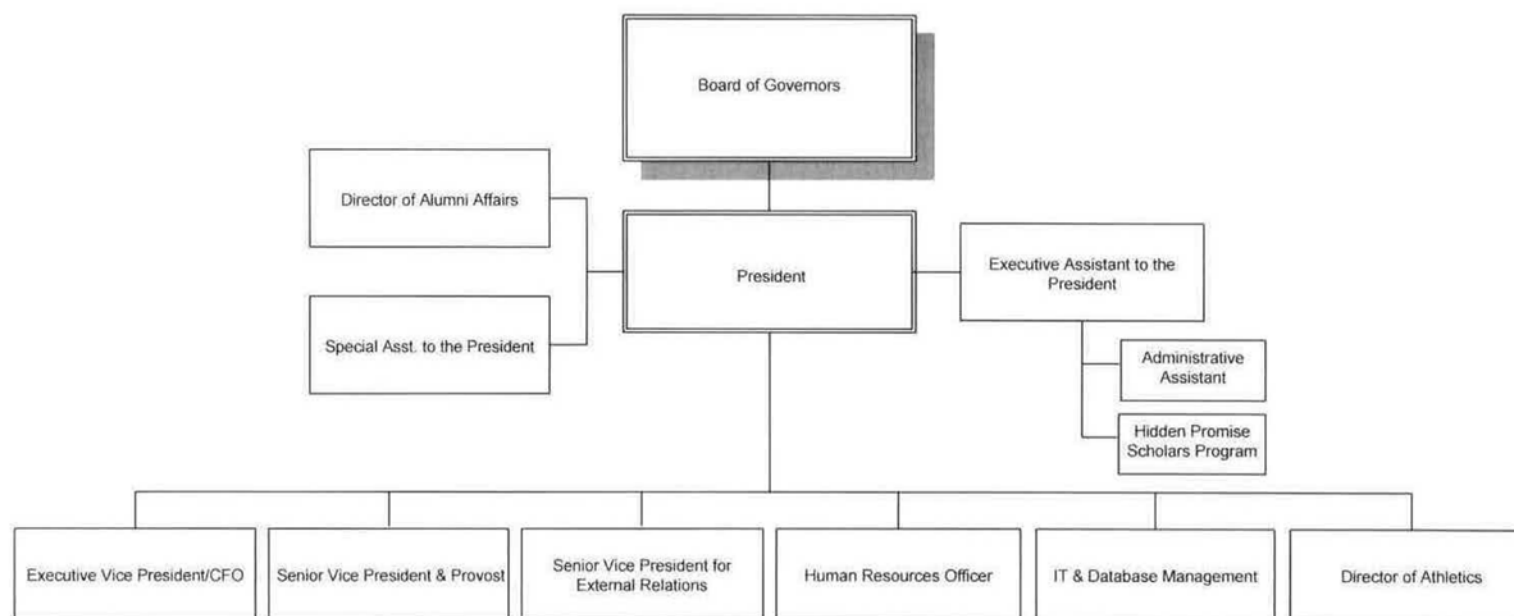 Board of Governors
Director of Alumni Affairs
President
Executive Assistant to the
President
Special Asst. to the President
Administrative
Assistant
Hidden Promise
Scholars Program
Executive Vice President/CFO
Senior Vice President & Provost
Senior Vice President for
External Relations
Human Resources Officer
IT & Database Management
Director of Athletics